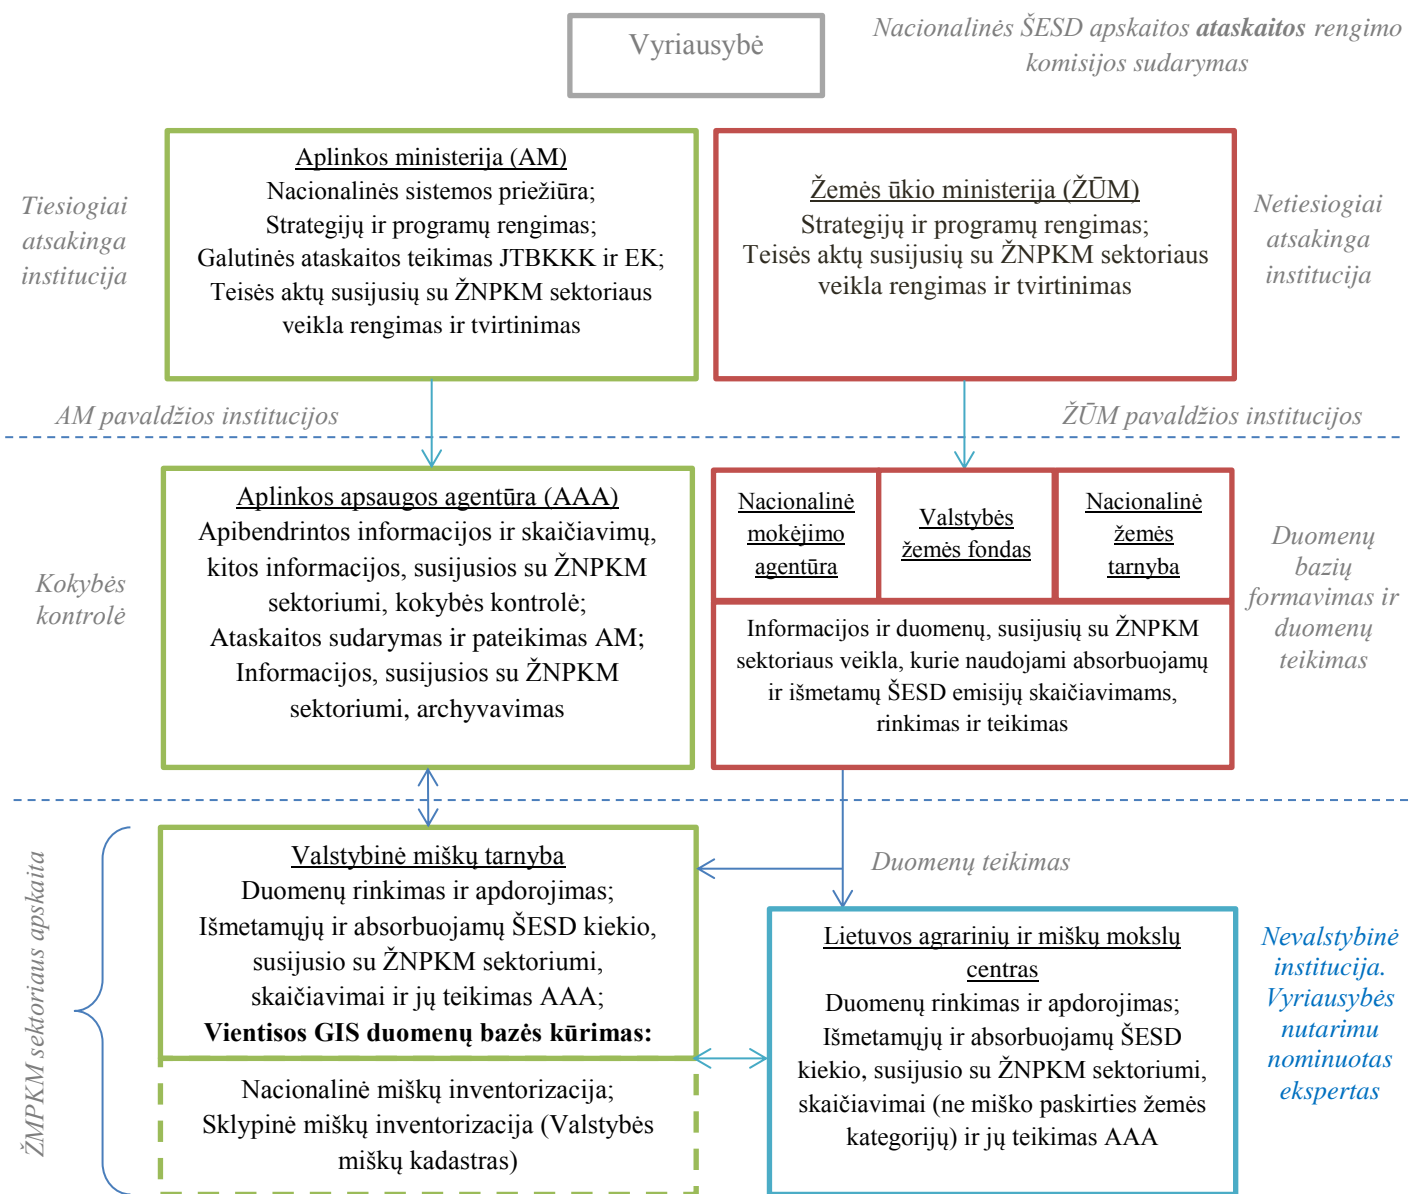 Vyriausybė
Nacionalinės ŠESD apskaitos ataskaitos rengimo
komisijos sudarymas
Tiesiogiai
atsakinga
institucija
Aplinkos ministerija (AM)
Nacionalinės sistemos priežiūra;
Strategijų ir programų rengimas;
Galutinės ataskaitos teikimas JTBKKK ir EK;
Teisės aktų susijusių su ŽNPKM sektoriaus
veikla rengimas ir tvirtinimas
Žemės ūkio ministerija (ŽŪM)
Strategijų ir programų rengimas;
Teisės aktų susijusių su ŽNPKM sektoriaus
veikla rengimas ir tvirtinimas
Netiesiogiai
atsakinga
institucija
AM pavaldžios institucijos
ŽŪM pavaldžios institucijos
Kokybės
kontrolė
Aplinkos apsaugos agentūra (AAA)
Apibendrintos informacijos ir skaičiavimų,
kitos informacijos, susijusios su ŽNPKM
sektoriumi, kokybės kontrolė;
Ataskaitos sudarymas ir pateikimas AM;
Informacijos, susijusios su ŽNPKM
sektoriumi, archyvavimas
Nacionalinė
mokėjimo
agentūra
Valstybės
žemės fondas
Nacionalinė
žemės
tarnyba
Informacijos ir duomenų, susijusių su ŽNPKM
sektoriaus veikla, kurie naudojami absorbuojamų
ir išmetamų ŠESD emisijų skaičiavimams,
rinkimas ir teikimas
Duomenų
bazių
formavimas ir
duomenų
teikimas
ŽMPKM sektoriaus apskaita
Valstybinė miškų tarnyba
Duomenų rinkimas ir apdorojimas;
Išmetamųjų ir absorbuojamų ŠESD kiekio,
susijusio su ŽNPKM sektoriumi,
skaičiavimai ir jų teikimas AAA;
Vientisos GIS duomenų bazės kūrimas:
Nacionalinė miškų inventorizacija;
Sklypinė miškų inventorizacija (Valstybės
miškų kadastras)
Duomenų teikimas
Lietuvos agrarinių ir miškų mokslų
centras
Duomenų rinkimas ir apdorojimas;
Išmetamųjų ir absorbuojamų ŠESD
kiekio, susijusio su ŽNPKM sektoriumi,
skaičiavimai (ne miško paskirties žemės
kategorijų) ir jų teikimas AAA
Nevalstybinė
institucija.
Vyriausybės
nutarimu
nominuotas
ekspertas